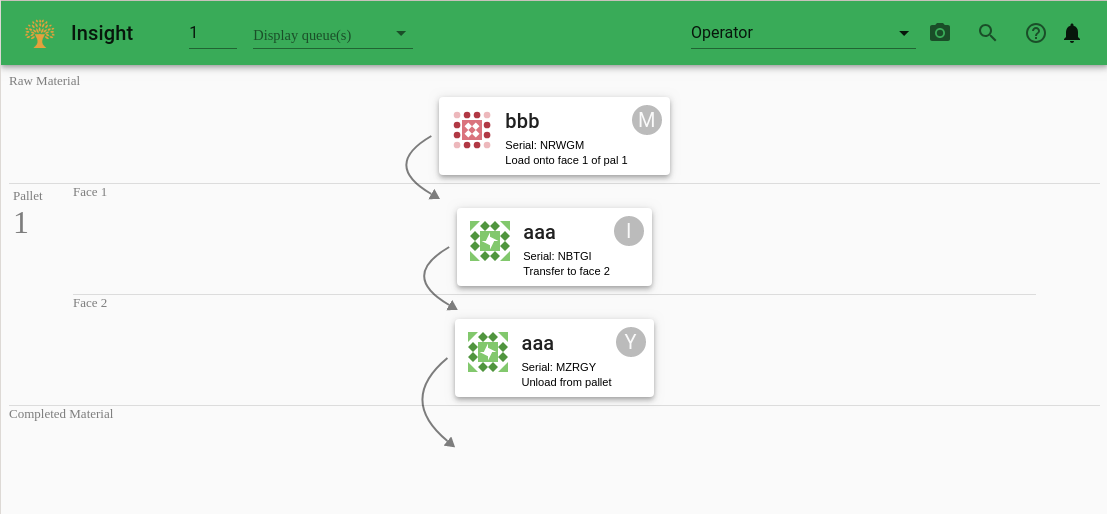 Insight
1
Display queue(s)
Operator
Raw Material
bbb
M
Serial: NRWGM
Load onto face 1 of pal 1
Pallet
1
Face 1
aaa
I
Serial: NBTGI
Transfer to face 2
Face 2
aaa
Y
Serial: MZRGY
Unload from pallet
Completed Material